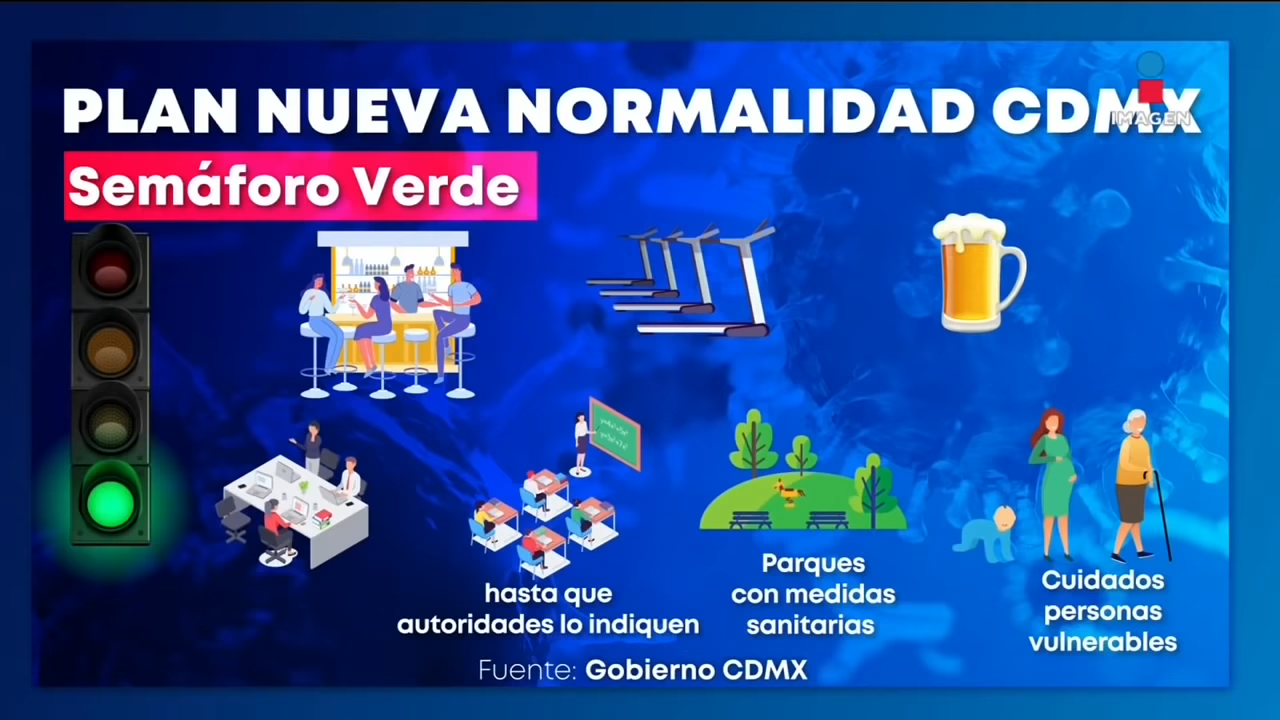 PLAN NUEVA NORMALIDAD CDMX
IMAGEN
Semáforo Verde
hasta que
autoridades lo indiquen
Parques
con medidas
sanitarias
Cuidados
personas
vulnerables
Fuente: Gobierno CDMX